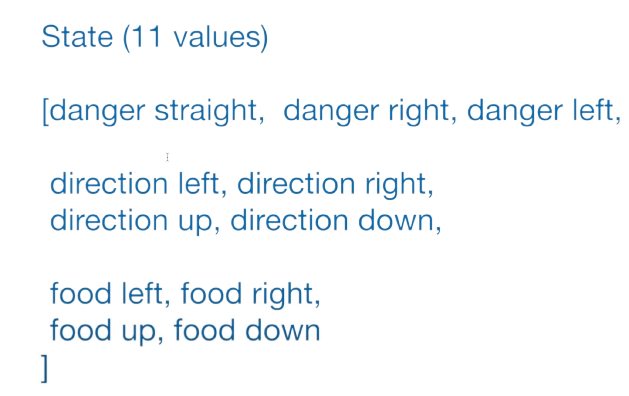 State (11 values)
[danger straight,  danger right, danger left,
direction left, direction right,
direction up, direction down,
food left, food right,
food up, food down
]